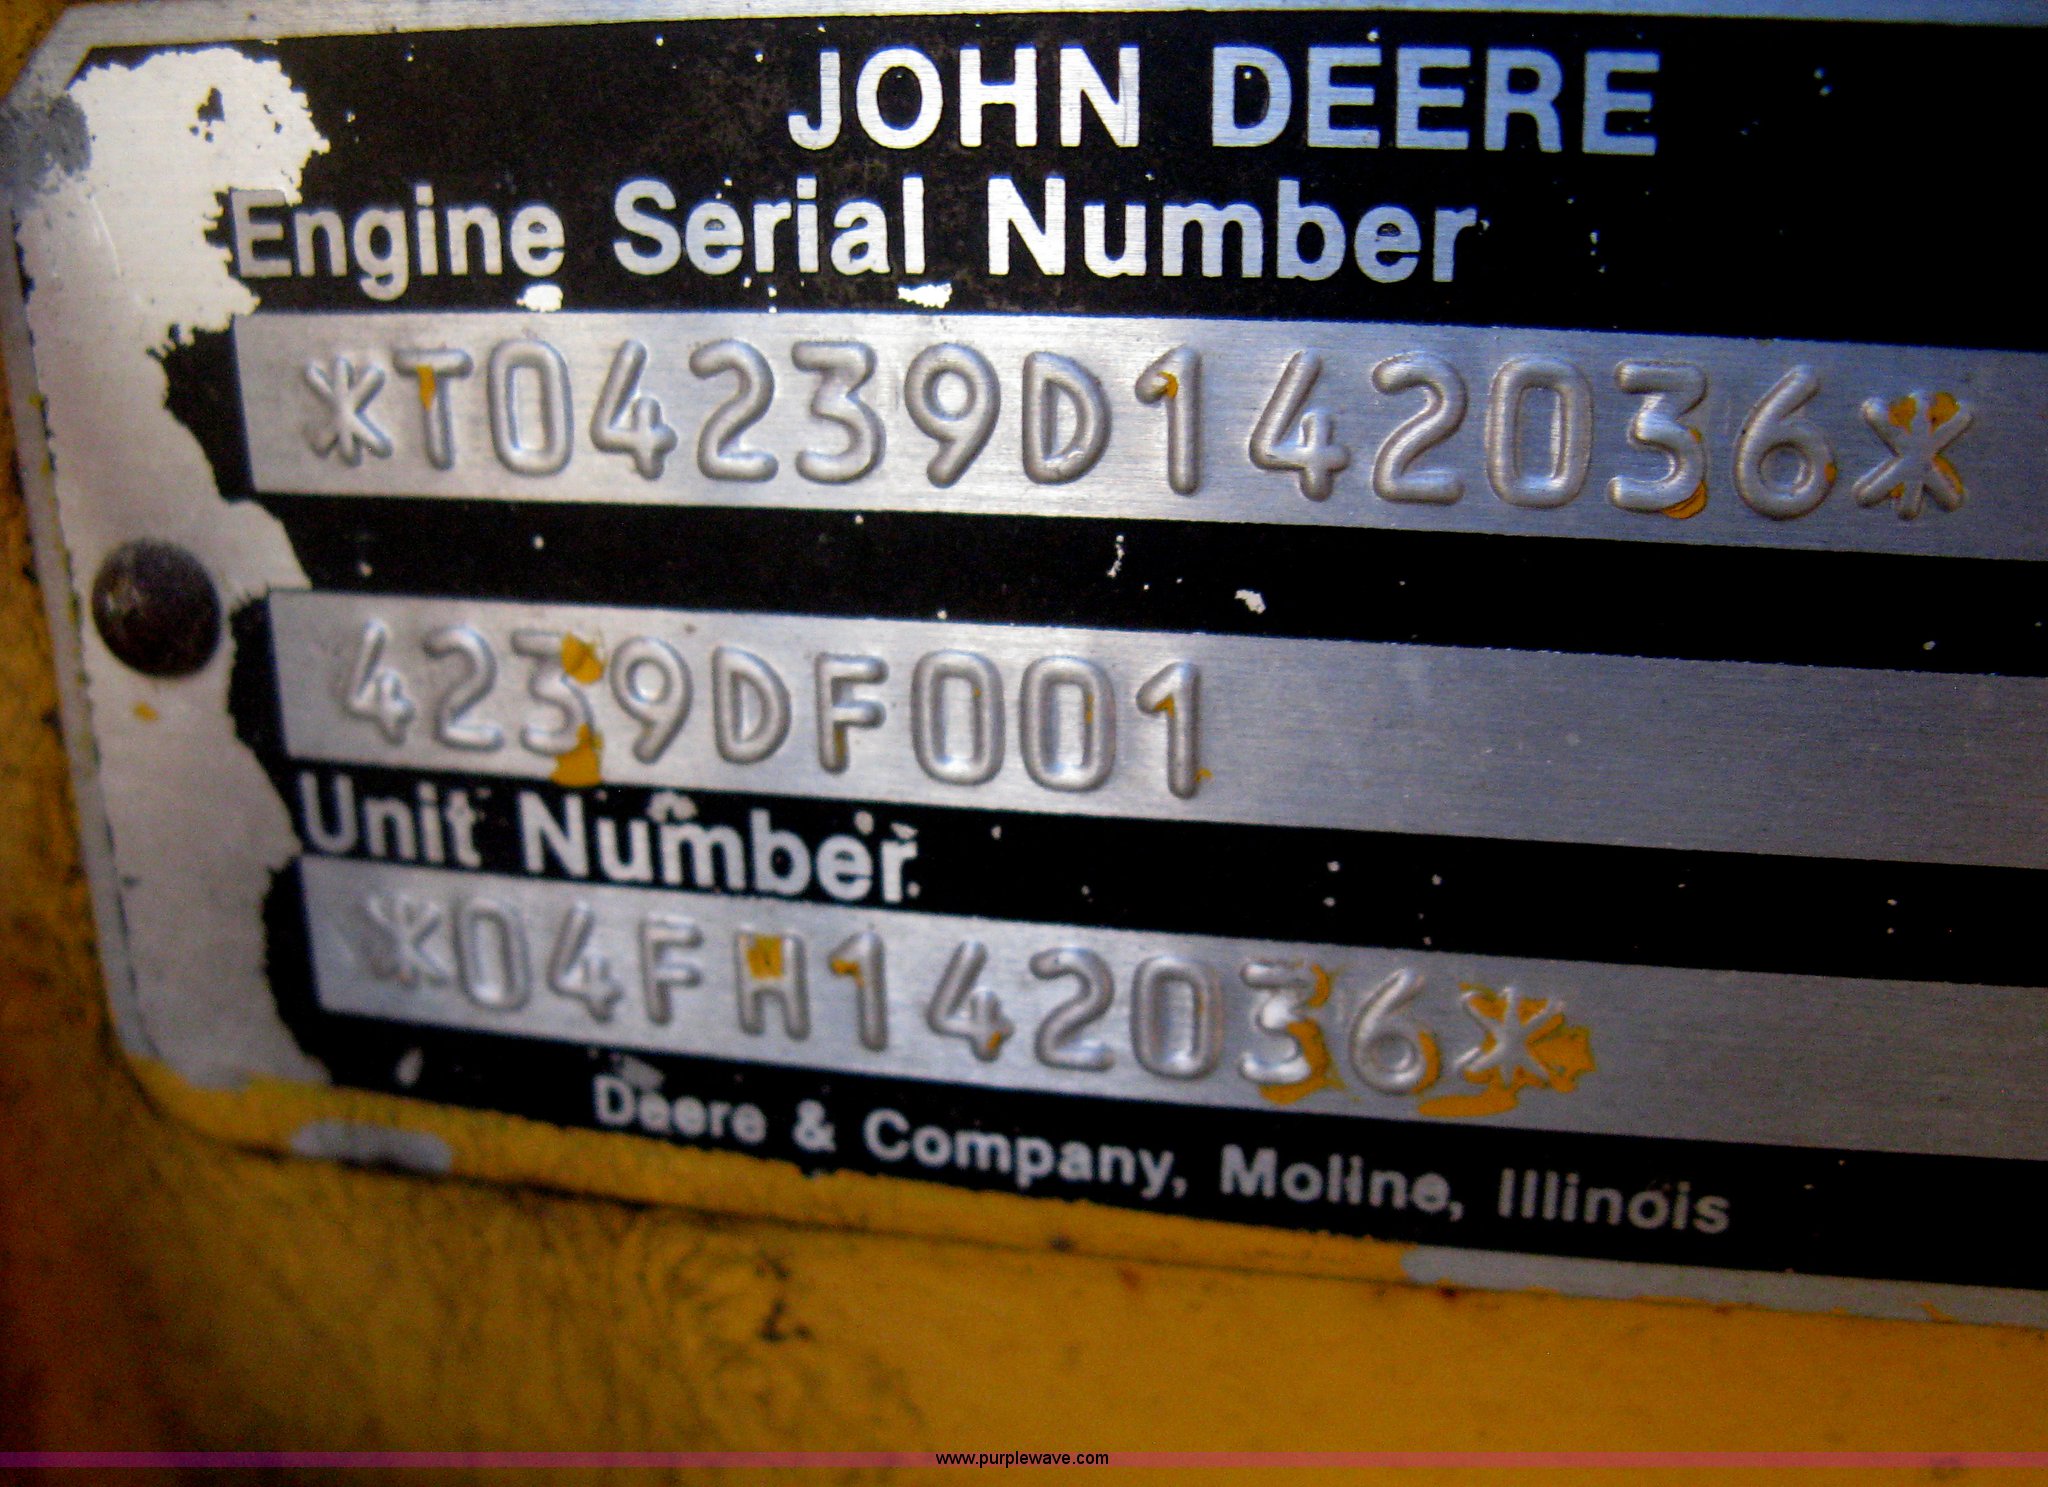 JOHN DEERE
Engine Serial Number
*T04239D142036*
4239DF001
Unit Number
*04FH142036*
Deere & Company, Moline, Illinois
www.purplewave.com